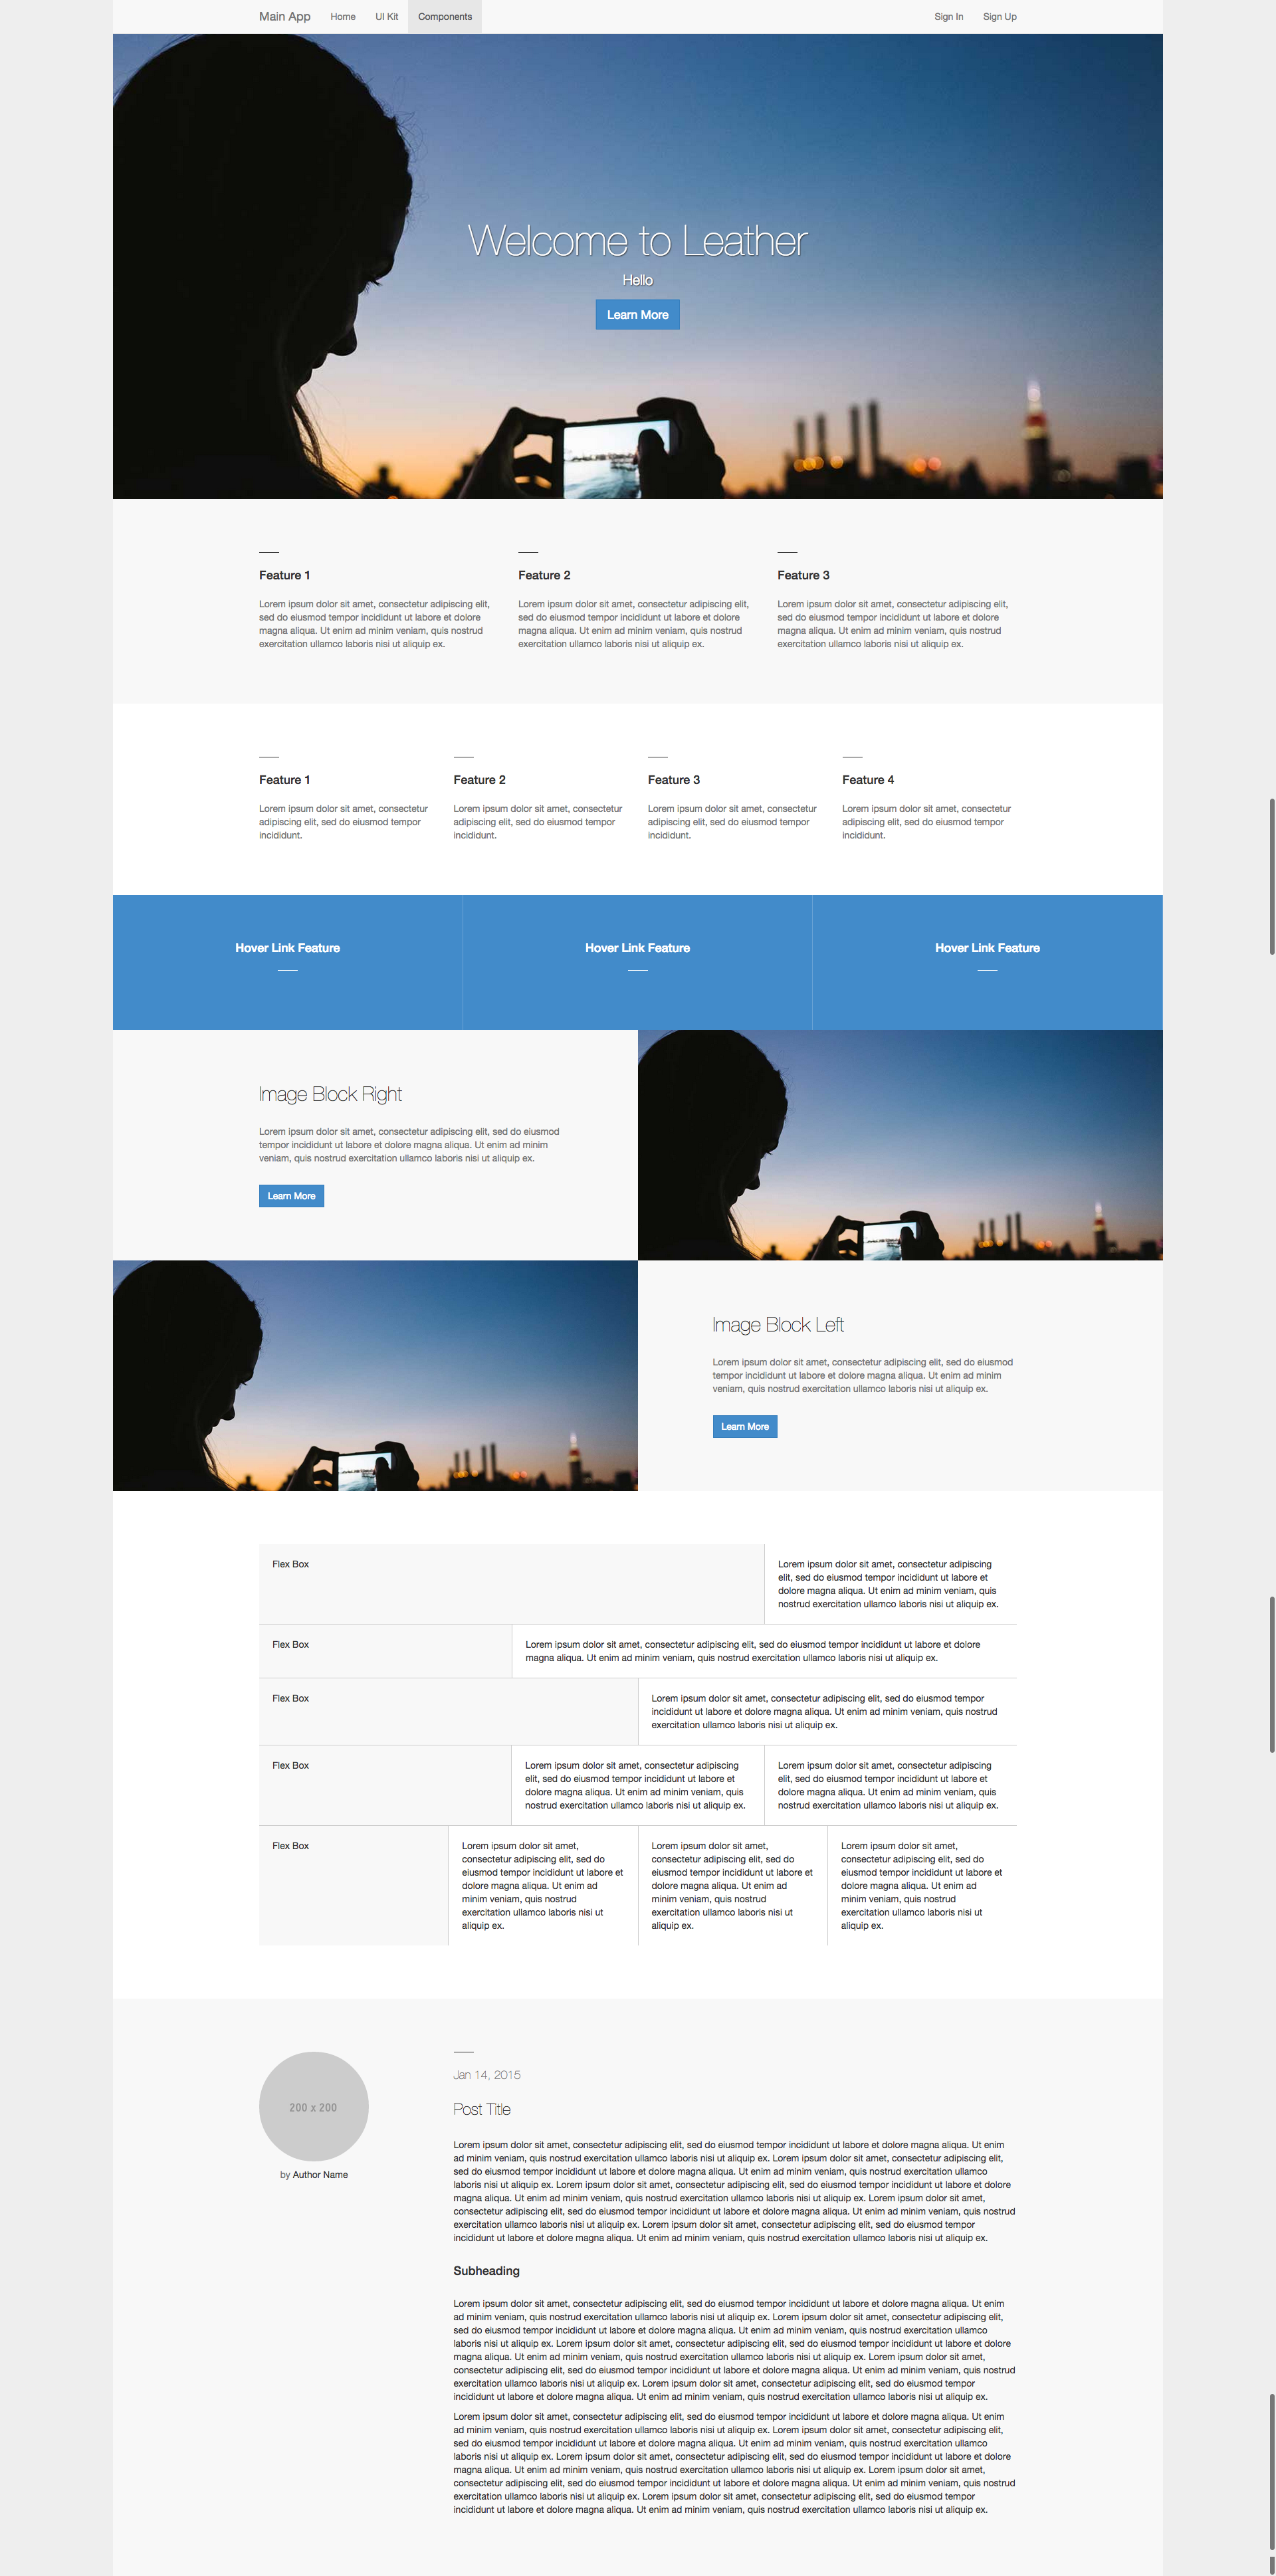 Main App Home UI Kit Components Sign In Sign Up
Welcome to Leather
Hello
Learn More
Feature 1
Lorem ipsum dolor sit amet, consectetur adipiscing elit,
sed do eiusmod tempor incididunt ut labore et dolore
magna aliqua. Ut enim ad minim veniam, quis nostrud
exercitation ullamco laboris nisi ut aliquip ex.
Feature 2
Lorem ipsum dolor sit amet, consectetur adipiscing elit,
sed do eiusmod tempor incididunt ut labore et dolore
magna aliqua. Ut enim ad minim veniam, quis nostrud
exercitation ullamco laboris nisi ut aliquip ex.
Feature 3
Lorem ipsum dolor sit amet, consectetur adipiscing elit,
sed do eiusmod tempor incididunt ut labore et dolore
magna aliqua. Ut enim ad minim veniam, quis nostrud
exercitation ullamco laboris nisi ut aliquip ex.
Feature 1
Lorem ipsum dolor sit amet, consectetur
adipiscing elit, sed do eiusmod tempor
incididunt.
Feature 2
Lorem ipsum dolor sit amet, consectetur
adipiscing elit, sed do eiusmod tempor
incididunt.
Feature 3
Lorem ipsum dolor sit amet, consectetur
adipiscing elit, sed do eiusmod tempor
incididunt.
Feature 4
Lorem ipsum dolor sit amet, consectetur
adipiscing elit, sed do eiusmod tempor
incididunt.
Hover Link Feature
Hover Link Feature
Hover Link Feature
Image Block Right
Lorem ipsum dolor sit amet, consectetur adipiscing elit, sed do eiusmod
tempor incididunt ut labore et dolore magna aliqua. Ut enim ad minim
veniam, quis nostrud exercitation ullamco laboris nisi ut aliquip ex.
Learn More
Image Block Left
Lorem ipsum dolor sit amet, consectetur adipiscing elit, sed do eiusmod
tempor incididunt ut labore et dolore magna aliqua. Ut enim ad minim
veniam, quis nostrud exercitation ullamco laboris nisi ut aliquip ex.
Learn More
Flex Box
Lorem ipsum dolor sit amet, consectetur adipiscing
elit, sed do eiusmod tempor incididunt ut labore et
dolore magna aliqua. Ut enim ad minim veniam, quis
nostrud exercitation ullamco laboris nisi ut aliquip ex.
Flex Box
Lorem ipsum dolor sit amet, consectetur adipiscing elit, sed do eiusmod tempor incididunt ut labore et dolore
magna aliqua. Ut enim ad minim veniam, quis nostrud exercitation ullamco laboris nisi ut aliquip ex.
Flex Box
Lorem ipsum dolor sit amet, consectetur adipiscing elit, sed do eiusmod tempor
incididunt ut labore et dolore magna aliqua. Ut enim ad minim veniam, quis nostrud
exercitation ullamco laboris nisi ut aliquip ex.
Flex Box
Lorem ipsum dolor sit amet, consectetur adipiscing
elit, sed do eiusmod tempor incididunt ut labore et
dolore magna aliqua. Ut enim ad minim veniam, quis
nostrud exercitation ullamco laboris nisi ut aliquip ex.
Lorem ipsum dolor sit amet, consectetur adipiscing
elit, sed do eiusmod tempor incididunt ut labore et
dolore magna aliqua. Ut enim ad minim veniam, quis
nostrud exercitation ullamco laboris nisi ut aliquip ex.
Flex Box
Lorem ipsum dolor sit amet,
consectetur adipiscing elit, sed do
eiusmod tempor incididunt ut labore et
dolore magna aliqua. Ut enim ad
minim veniam, quis nostrud
exercitation ullamco laboris nisi ut
aliquip ex.
Lorem ipsum dolor sit amet,
consectetur adipiscing elit, sed do
eiusmod tempor incididunt ut labore et
dolore magna aliqua. Ut enim ad
minim veniam, quis nostrud
exercitation ullamco laboris nisi ut
aliquip ex.
Lorem ipsum dolor sit amet,
consectetur adipiscing elit, sed do
eiusmod tempor incididunt ut labore et
dolore magna aliqua. Ut enim ad
minim veniam, quis nostrud
exercitation ullamco laboris nisi ut
aliquip ex.
200 x 200
by Author Name
Jan 14, 2015
Post Title
Lorem ipsum dolor sit amet, consectetur adipiscing elit, sed do eiusmod tempor incididunt ut labore et dolore magna aliqua. Ut enim
ad minim veniam, quis nostrud exercitation ullamco laboris nisi ut aliquip ex. Lorem ipsum dolor sit amet, consectetur adipiscing elit,
sed do eiusmod tempor incididunt ut labore et dolore magna aliqua. Ut enim ad minim veniam, quis nostrud exercitation ullamco
laboris nisi ut aliquip ex. Lorem ipsum dolor sit amet, consectetur adipiscing elit, sed do eiusmod tempor incididunt ut labore et dolore
magna aliqua. Ut enim ad minim veniam, quis nostrud exercitation ullamco laboris nisi ut aliquip ex. Lorem ipsum dolor sit amet,
consectetur adipiscing elit, sed do eiusmod tempor incididunt ut labore et dolore magna aliqua. Ut enim ad minim veniam, quis nostrud
exercitation ullamco laboris nisi ut aliquip ex. Lorem ipsum dolor sit amet, consectetur adipiscing elit, sed do eiusmod tempor
incididunt ut labore et dolore magna aliqua. Ut enim ad minim veniam, quis nostrud exercitation ullamco laboris nisi ut aliquip ex.
Subheading
Lorem ipsum dolor sit amet, consectetur adipiscing elit, sed do eiusmod tempor incididunt ut labore et dolore magna aliqua. Ut enim
ad minim veniam, quis nostrud exercitation ullamco laboris nisi ut aliquip ex. Lorem ipsum dolor sit amet, consectetur adipiscing elit,
sed do eiusmod tempor incididunt ut labore et dolore magna aliqua. Ut enim ad minim veniam, quis nostrud exercitation ullamco
laboris nisi ut aliquip ex. Lorem ipsum dolor sit amet, consectetur adipiscing elit, sed do eiusmod tempor incididunt ut labore et dolore
magna aliqua. Ut enim ad minim veniam, quis nostrud exercitation ullamco laboris nisi ut aliquip ex. Lorem ipsum dolor sit amet,
consectetur adipiscing elit, sed do eiusmod tempor incididunt ut labore et dolore magna aliqua. Ut enim ad minim veniam, quis nostrud
exercitation ullamco laboris nisi ut aliquip ex. Lorem ipsum dolor sit amet, consectetur adipiscing elit, sed do eiusmod tempor
incididunt ut labore et dolore magna aliqua. Ut enim ad minim veniam, quis nostrud exercitation ullamco laboris nisi ut aliquip ex.
Lorem ipsum dolor sit amet, consectetur adipiscing elit, sed do eiusmod tempor incididunt ut labore et dolore magna aliqua. Ut enim
ad minim veniam, quis nostrud exercitation ullamco laboris nisi ut aliquip ex. Lorem ipsum dolor sit amet, consectetur adipiscing elit,
sed do eiusmod tempor incididunt ut labore et dolore magna aliqua. Ut enim ad minim veniam, quis nostrud exercitation ullamco
laboris nisi ut aliquip ex. Lorem ipsum dolor sit amet, consectetur adipiscing elit, sed do eiusmod tempor incididunt ut labore et dolore
magna aliqua. Ut enim ad minim veniam, quis nostrud exercitation ullamco laboris nisi ut aliquip ex. Lorem ipsum dolor sit amet,
consectetur adipiscing elit, sed do eiusmod tempor incididunt ut labore et dolore magna aliqua. Ut enim ad minim veniam, quis nostrud
exercitation ullamco laboris nisi ut aliquip ex. Lorem ipsum dolor sit amet, consectetur adipiscing elit, sed do eiusmod tempor
incididunt ut labore et dolore magna aliqua. Ut enim ad minim veniam, quis nostrud exercitation ullamco laboris nisi ut aliquip ex.